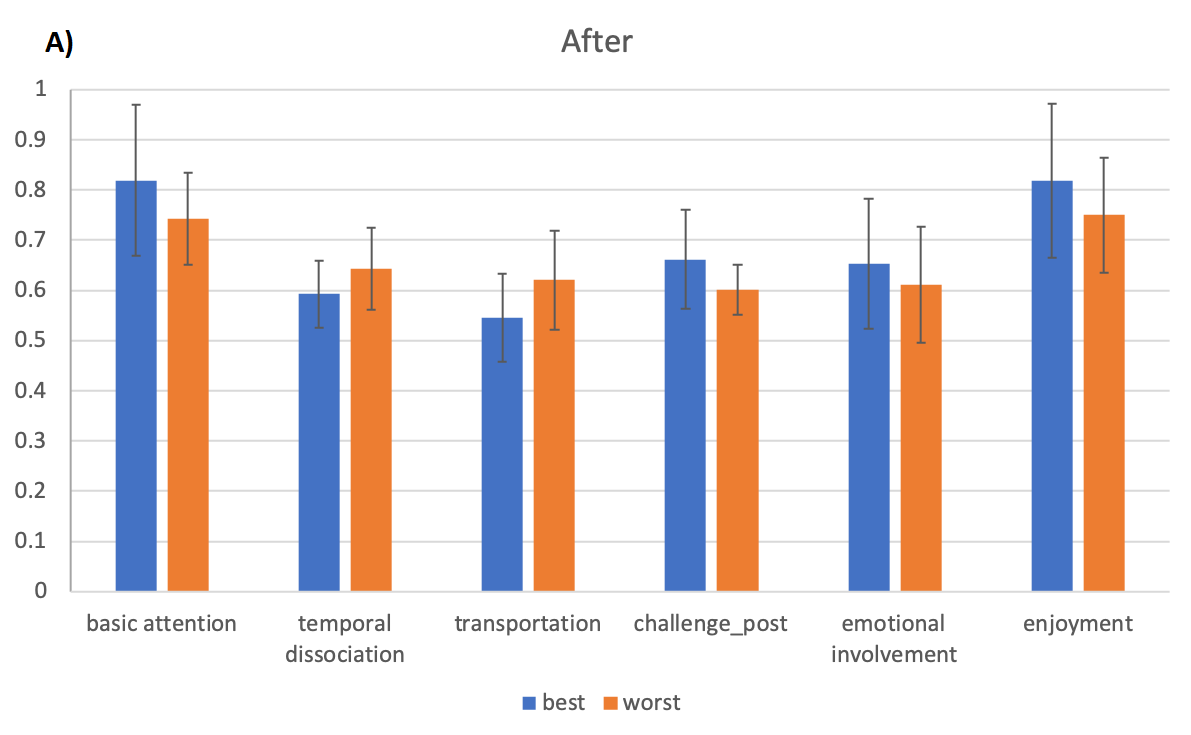 A)
After
1
0.9
0.8
0.7
0.6
0.5
0.4
0.3
0.2
0.1
0
basic attention
temporal
dissociation
transportation
challenge_post
emotional
involvement
enjoyment
best worst